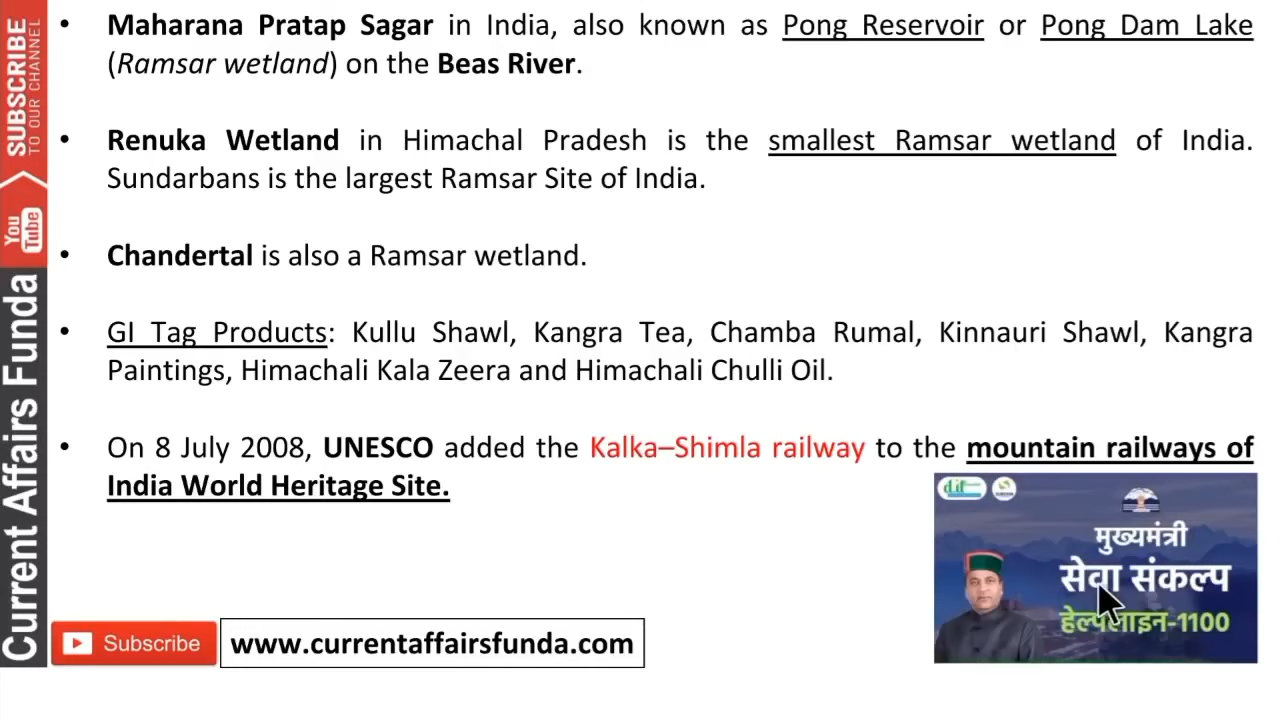 • Maharana Pratap Sagar in India, also known as Pong Reservoir or Pong Dam Lake
(Ramsar wetland) on the Beas River.
• Renuka Wetland in Himachal Pradesh is the smallest Ramsar wetland of India.
Sundarbans is the largest Ramsar Site of India.
• Chandertal is also a Ramsar wetland.
• GI Tag Products: Kullu Shawl, Kangra Tea, Chamba Rumal, Kinnauri Shawl, Kangra
Paintings, Himachali Kala Zeera and Himachali Chulli Oil.
• On 8 July 2008, UNESCO added the Kalka–Shimla railway to the mountain railways of
India World Heritage Site.
SUBSCRIBE
TO OUR CHANNEL
You
Tube
Current Affairs Funda
मुख्यमंत्री
सेवा संकल्प
हेल्पलाइन-1100
Subscribe
www.currentaffairsfunda.com